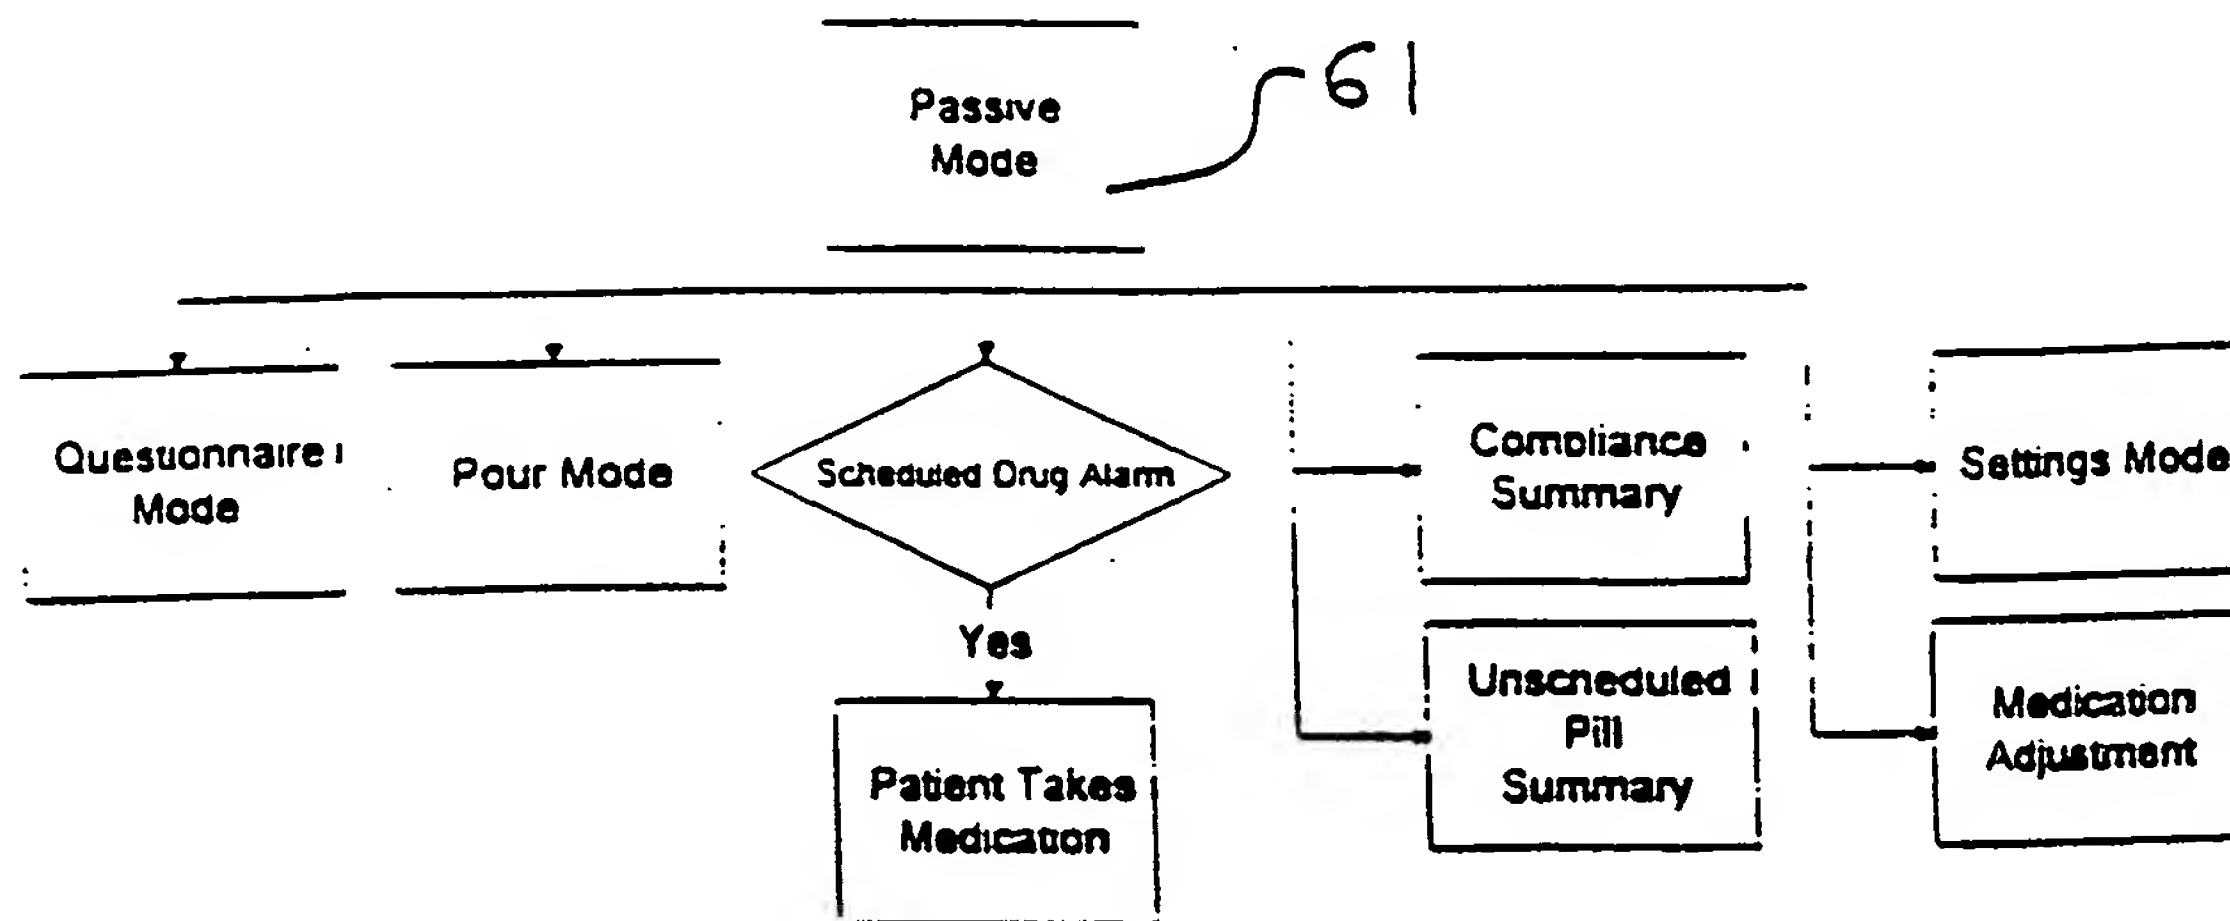 Passive
Mode
61
Questionnaire
Mode
Pour Mode
Scheduled Drug Alarm
Yes
Patient Takes
Medication
Compliance
Summary
Unscheduled
Pill
Summary
Settings Mode
Medication
Adjustment